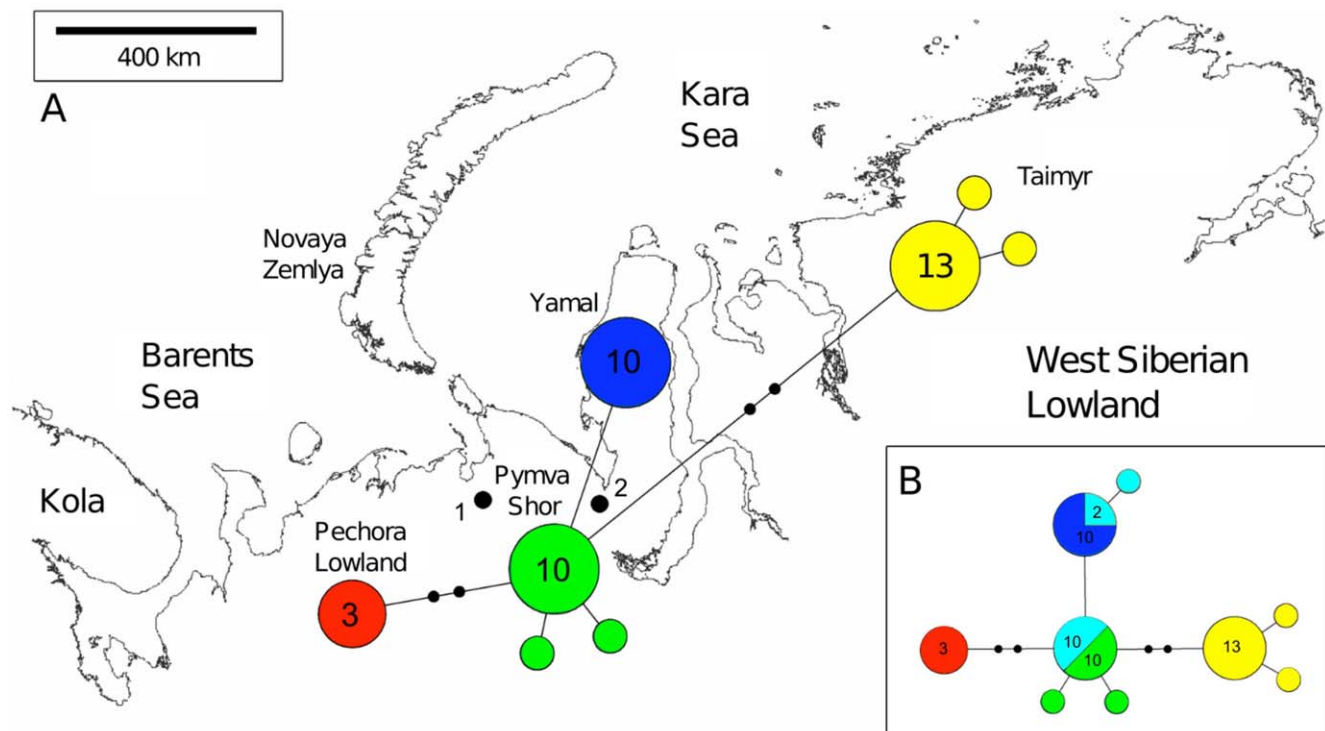 400 km
A
Kara
Sea
Taimyr
Novaya
Zemlya
13
Yamal
Barents
Sea
10
West Siberian
Lowland
Kola
Pymva
Shor
1
2
Pechora
Lowland
10
3
B
2
10
10
10
3
13